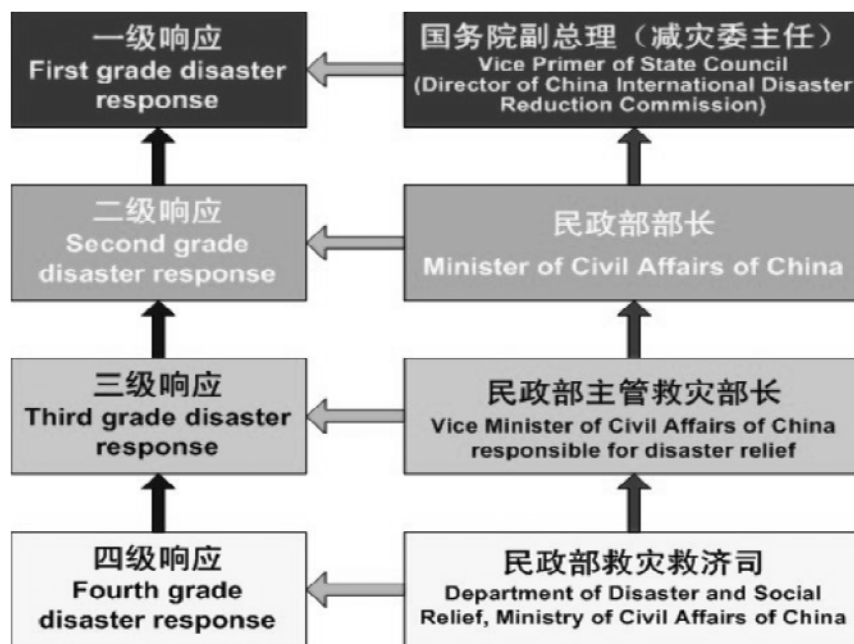 一级响应
First grade disaster
response
国务院副总理（减灾委主任）
Vice Primer of State Council
(Director of China International Disaster
Reduction Commission)
二级响应
Second grade
disaster response
民政部部长
Minister of Civil Affairs of China
三级响应
Third grade disaster
response
民政部主管救灾部长
Vice Minister of Civil Affairs of China
responsible for disaster relief
四级响应
Fourth grade
disaster response
民政部救灾救济司
Department of Disaster and Social
Relief, Ministry of Civil Affairs of China